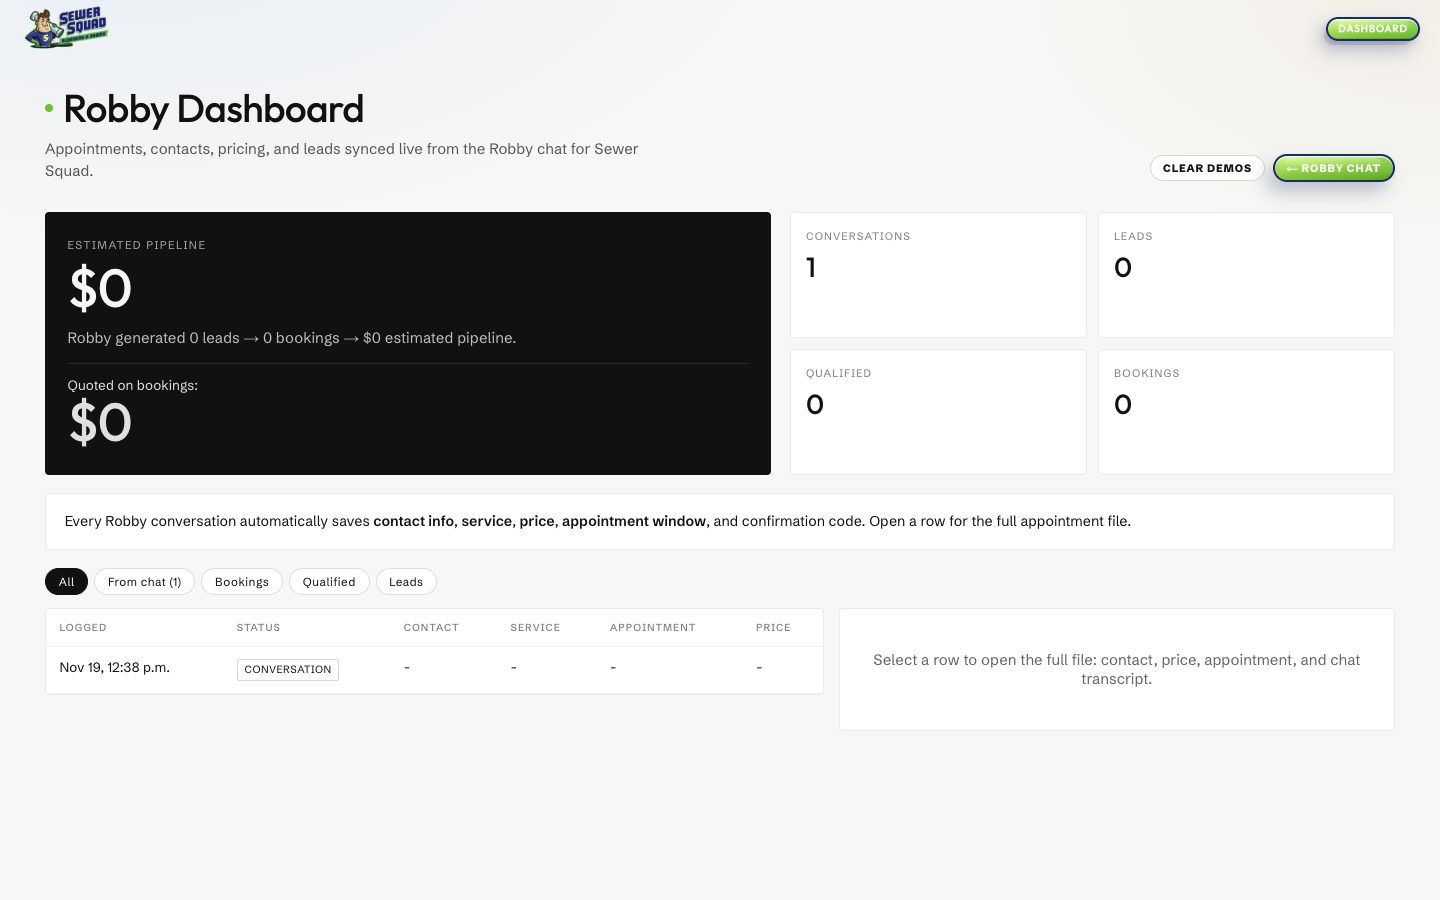 SEWER
SQUAD
PLUMBING & DRAINS
DASHBOARD
Robby Dashboard
Appointments, contacts, pricing, and leads synced live from the Robby chat for Sewer
Squad.
CLEAR DEMOS
← ROBBY CHAT
ESTIMATED PIPELINE
$0
Robby generated 0 leads → 0 bookings → $0 estimated pipeline.
Quoted on bookings:
$0
CONVERSATIONS
1
LEADS
0
QUALIFIED
0
BOOKINGS
0
Every Robby conversation automatically saves contact info, service, price, appointment window, and confirmation code. Open a row for the full appointment file.
All From chat (1) Bookings Qualified Leads
LOGGED STATUS CONTACT SERVICE APPOINTMENT PRICE
Nov 19, 12:38 p.m. CONVERSATION - - - -
Select a row to open the full file: contact, price, appointment, and chat
transcript.